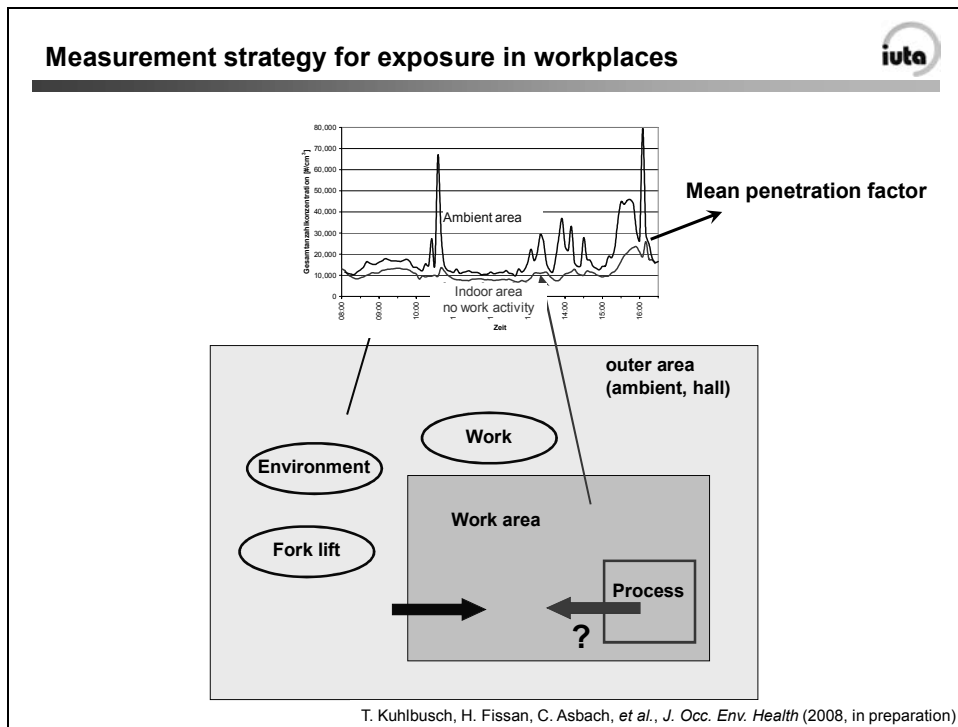 Measurement strategy for exposure in workplaces
iuta
80,000
70,000
60,000
50,000
40,000
30,000
20,000
10,000
0
Gesamtanzahlkonzentration [#/cm³]
Ambient area
Indoor area
no work activity
08:00
09:00
10:00
1
1
1
14:00
15:00
16:00
Zeit
Mean penetration factor
outer area
(ambient, hall)
Work
Environment
Work area
Fork lift
Process
?
T. Kuhlbusch, H. Fissan, C. Asbach, et al., J. Occ. Env. Health (2008, in preparation)